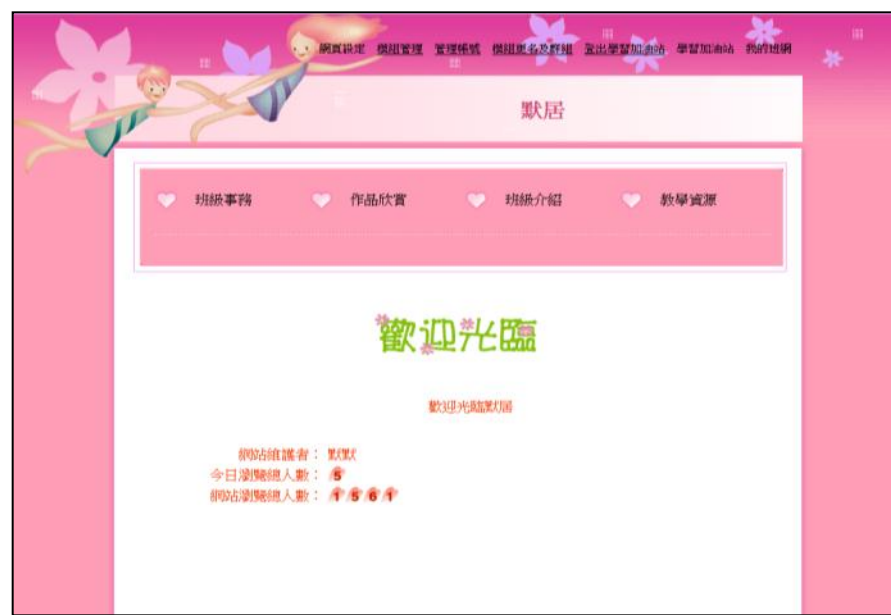 網頁設定 模組管理 管理帳號 模組更名及群組 登出學習加油站 學習加油站 我的班網
默居
班級事務 作品欣賞 班級介紹 教學資源
歡迎光臨
歡迎光臨默居
網站維護者： 默默
今日瀏覽總人數： 5
網站瀏覽總人數： 1561